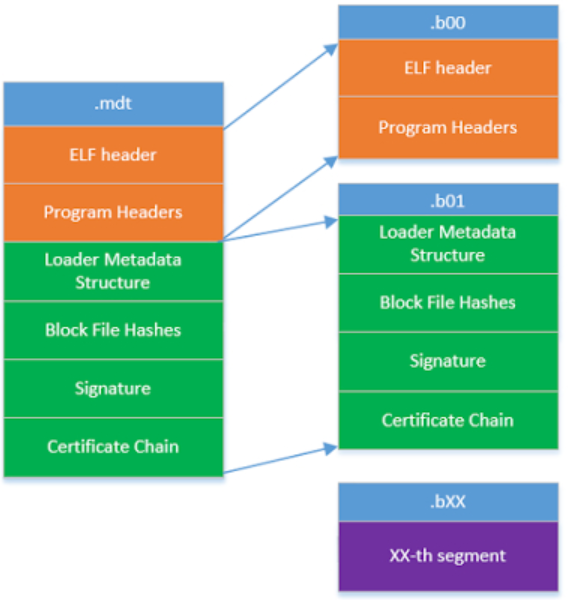 .mdt
ELF header
Program Headers
Loader Metadata
Structure
Block File Hashes
Signature
Certificate Chain
.b00
ELF header
Program Headers
.b01
Loader Metadata
Structure
Block File Hashes
Signature
Certificate Chain
.bXX
XX-th segment